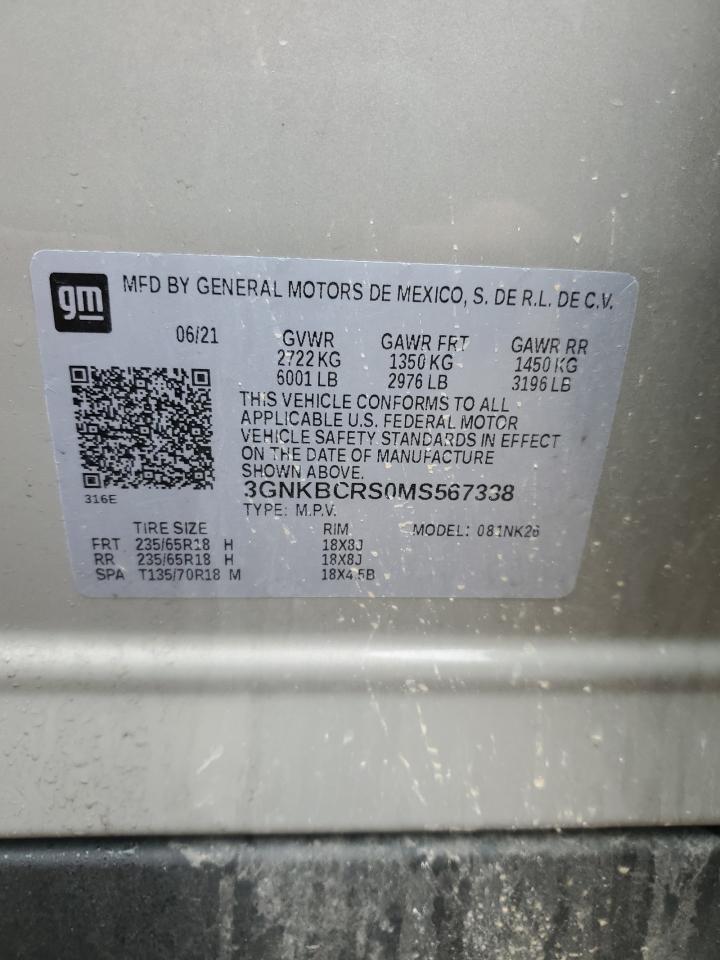 gm MFD BY GENERAL MOTORS DE MEXICO, S. DE R.L. DE C.V.
06/21 GVWR GAWR FRT GAWR RR
2722 KG 1350 KG 1450 KG
6001 LB 2976 LB 3196 LB
THIS VEHICLE CONFORMS TO ALL
APPLICABLE U.S. FEDERAL MOTOR
VEHICLE SAFETY STANDARDS IN EFFECT
ON THE DATE OF MANUFACTURE
SHOWN ABOVE.
316E 3GNKBCRS0MS567338
TYPE: M.P.V.
TIRE SIZE RIM MODEL: 081NK26
FRT 235/65R18 H 18X8J
RR 235/65R18 H 18X8J
SPA T135/70R18 M 18X4.5B